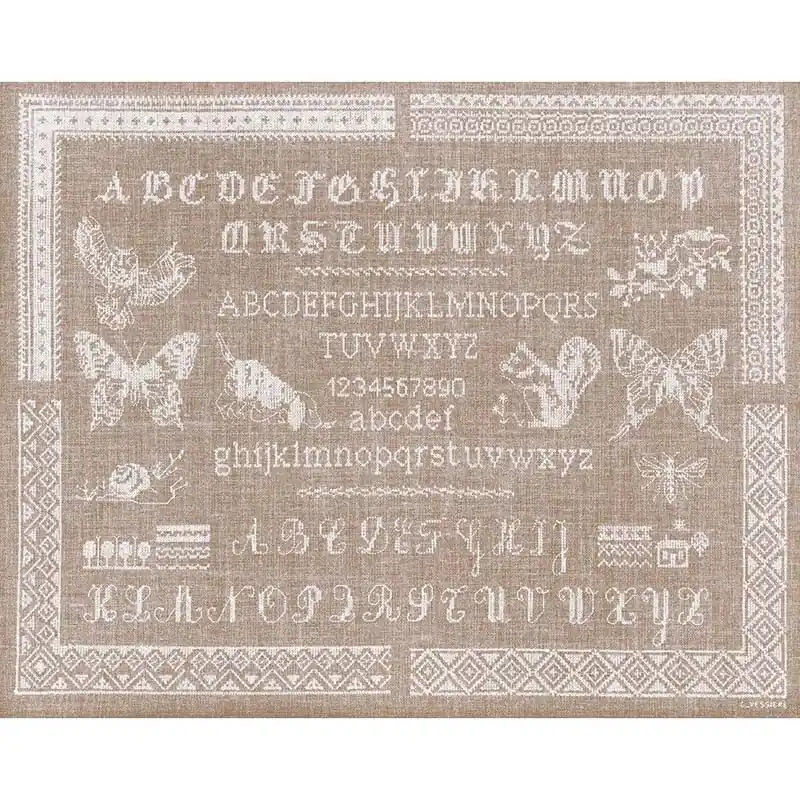 ABCDEFGHIJKLMNOP
QRSTUVWXYZ
ABCDEFGHIJKLMNOPQRS
TUVWXYZ
1234567890
abcdef
ghijklmnopqrstuvwxyz
ABCDEFGHIJ
KLMNOPQRSTUVWXYZ